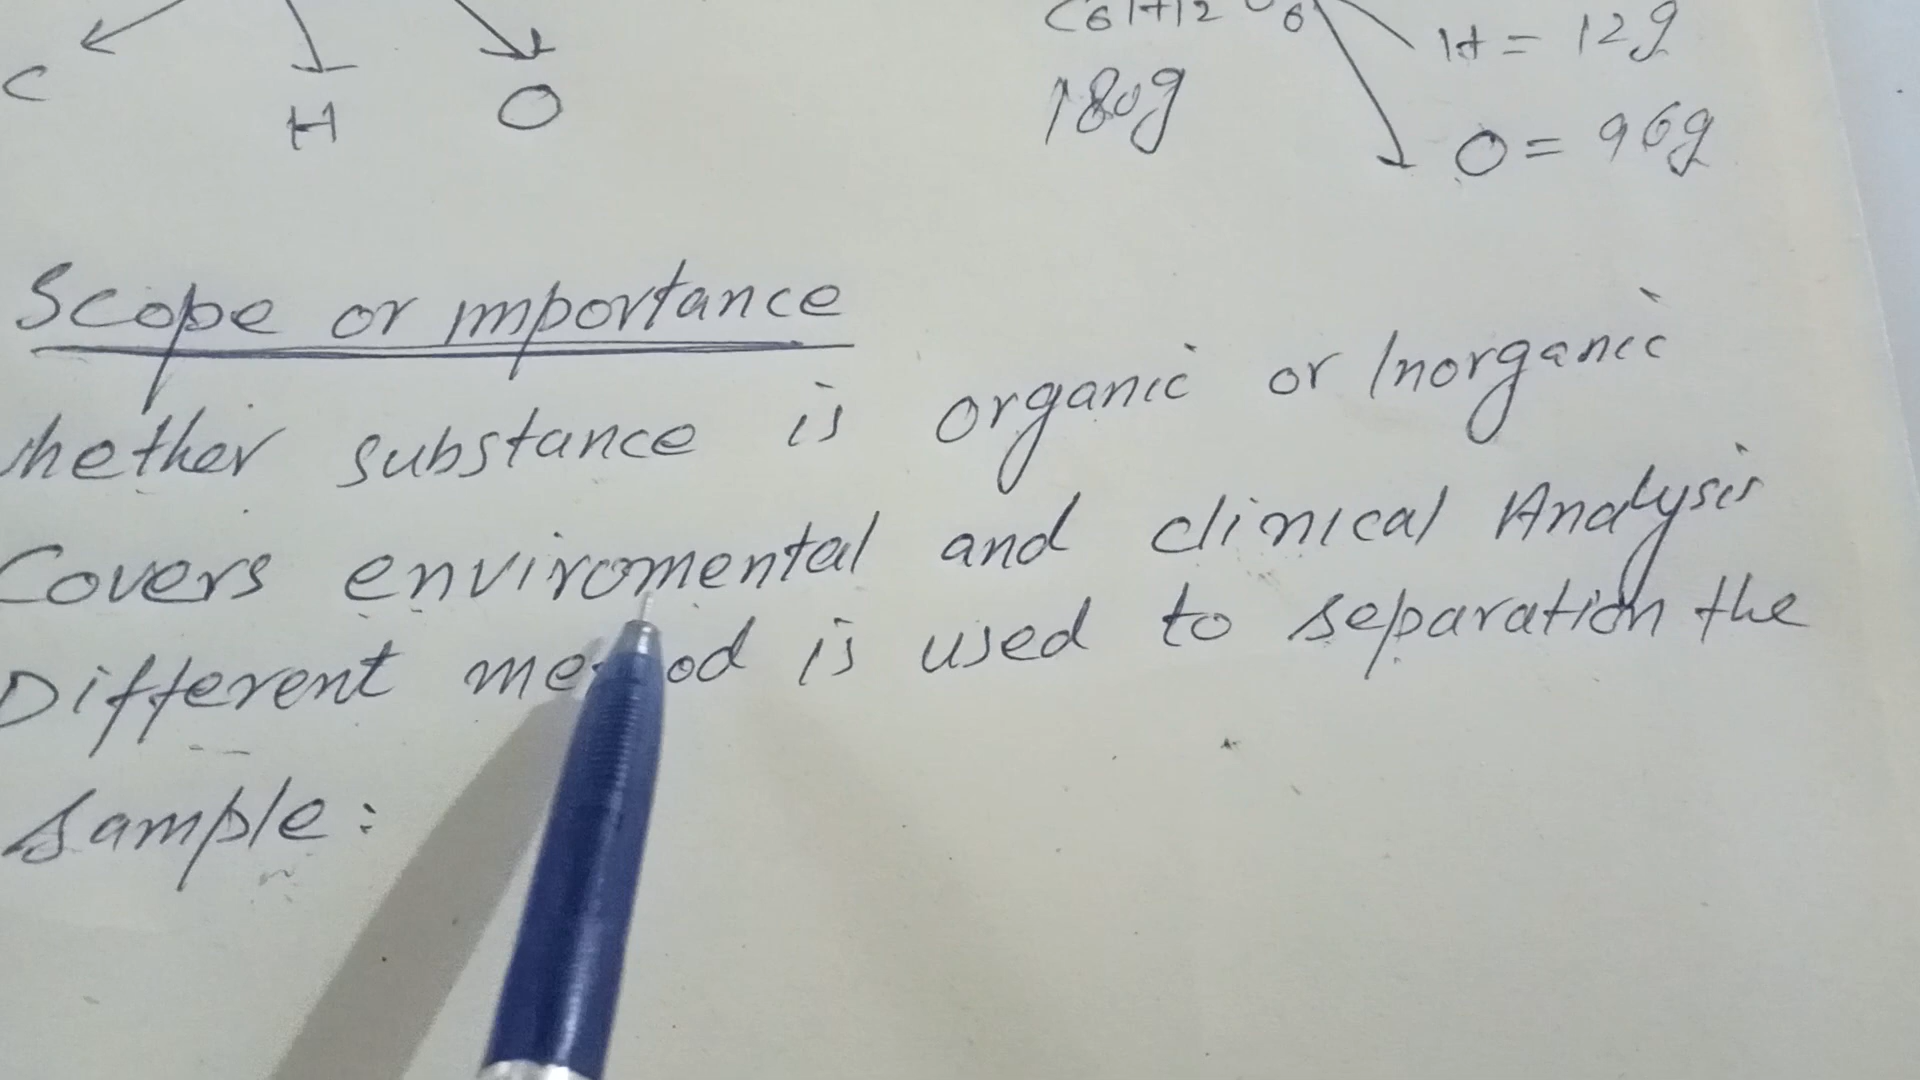 C6H12O6 H = 12g
C H O 180g O = 96g
Scope or importance
whether substance is organic or Inorganic
Covers enviromental and clinical Analysis
Different method is used to separation the
Sample: